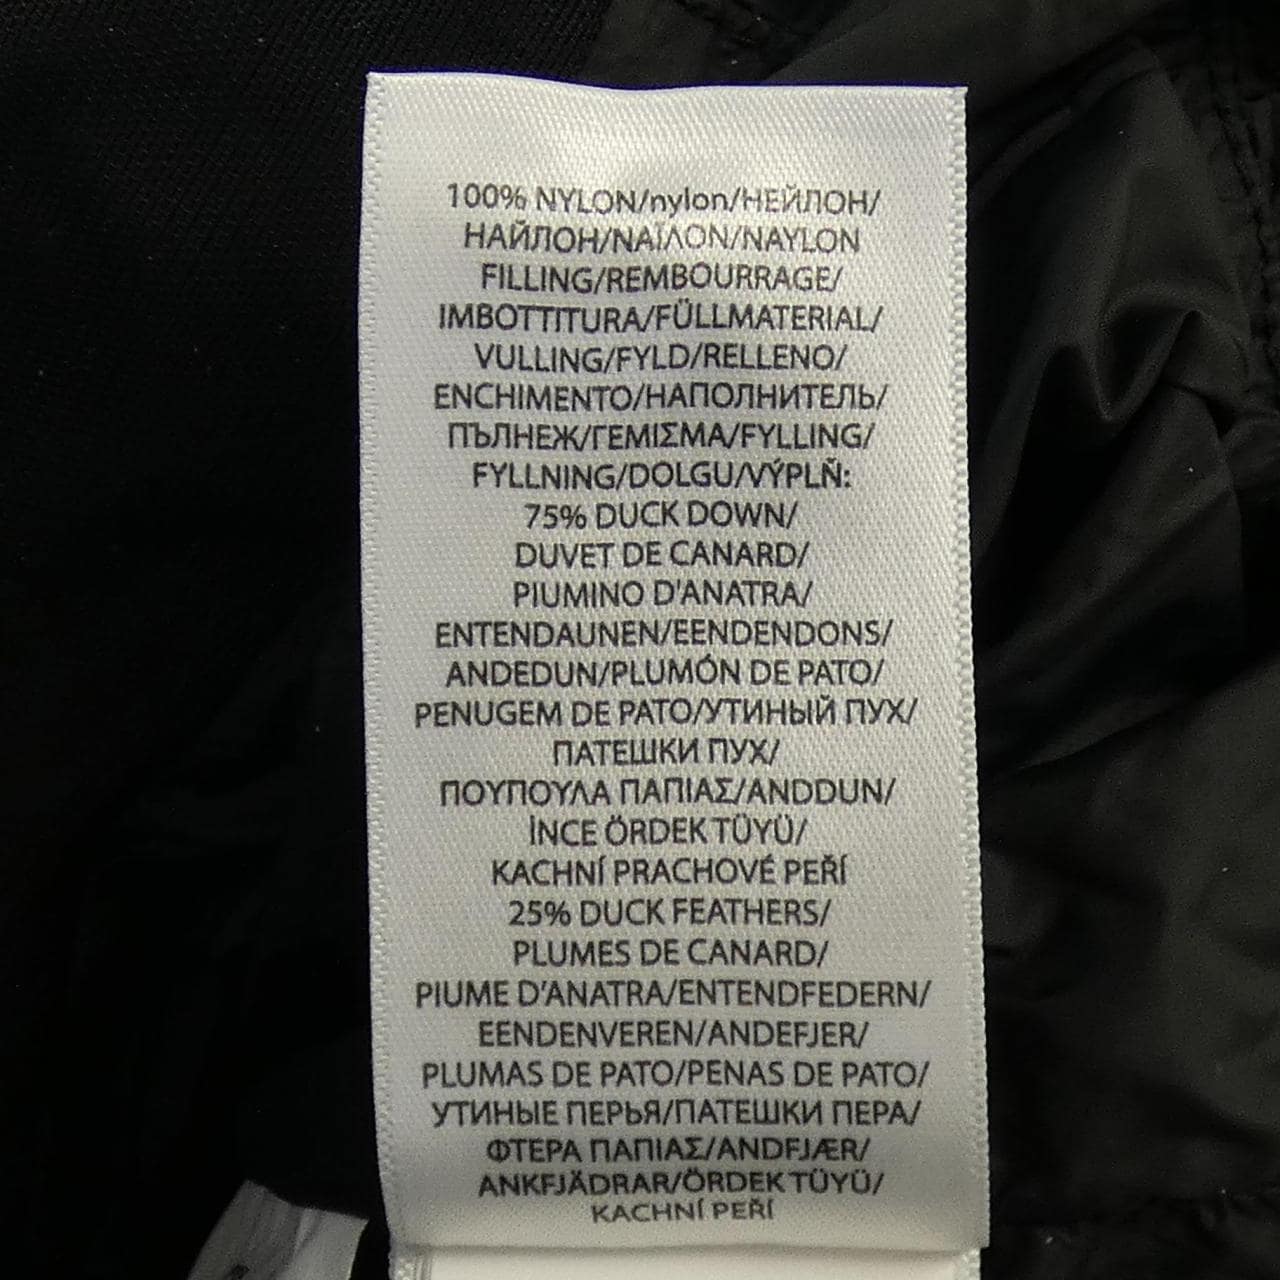 100% NYLON/nylon/НЕЙЛОН/
НАЙЛОН/ΝΑΪΛΟΝ/NAYLON
FILLING/REMBOURRAGE/
IMBOTTITURA/FÜLLMATERIAL/
VULLING/FYLD/RELLENO/
ENCHIMENTO/НАПОЛНИТЕЛЬ/
ПЪЛНЕЖ/ΓΕΜΙΣΜΑ/FYLLING/
FYLLNING/DOLGU/VÝPLŇ:
75% DUCK DOWN/
DUVET DE CANARD/
PIUMINO D'ANATRA/
ENTENDAUNEN/EENDENDONS/
ANDEDUN/PLUMÓN DE PATO/
PENUGEM DE PATO/УТИНЫЙ ПУХ/
ПАТЕШКИ ПУХ/
ΠΟΥΠΟΥΛΑ ΠΑΠΙΑΣ/ANDDUN/
İNCE ÖRDEK TÜYÜ/
KACHNÍ PRACHOVÉ PEŘÍ
25% DUCK FEATHERS/
PLUMES DE CANARD/
PIUME D'ANATRA/ENTENDFEDERN/
EENDENVEREN/ANDEFJER/
PLUMAS DE PATO/PENAS DE PATO/
УТИНЫЕ ПЕРЬЯ/ПАТЕШКИ ПЕРА/
ΦΤΕΡΑ ΠΑΠΙΑΣ/ANDFJÆR/
ANKFJÄDRAR/ÖRDEK TÜYÜ/
KACHNÍ PEŘÍ